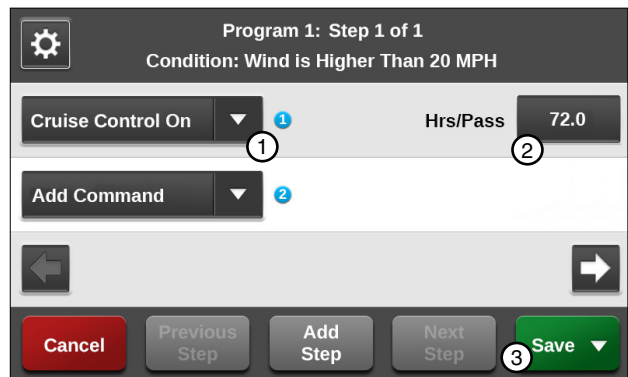 Program 1: Step 1 of 1
Condition: Wind is Higher Than 20 MPH
Cruise Control On 1 Hrs/Pass 72.0
1 2
Add Command 2
Cancel Previous Step Add Step Next Step 3 Save